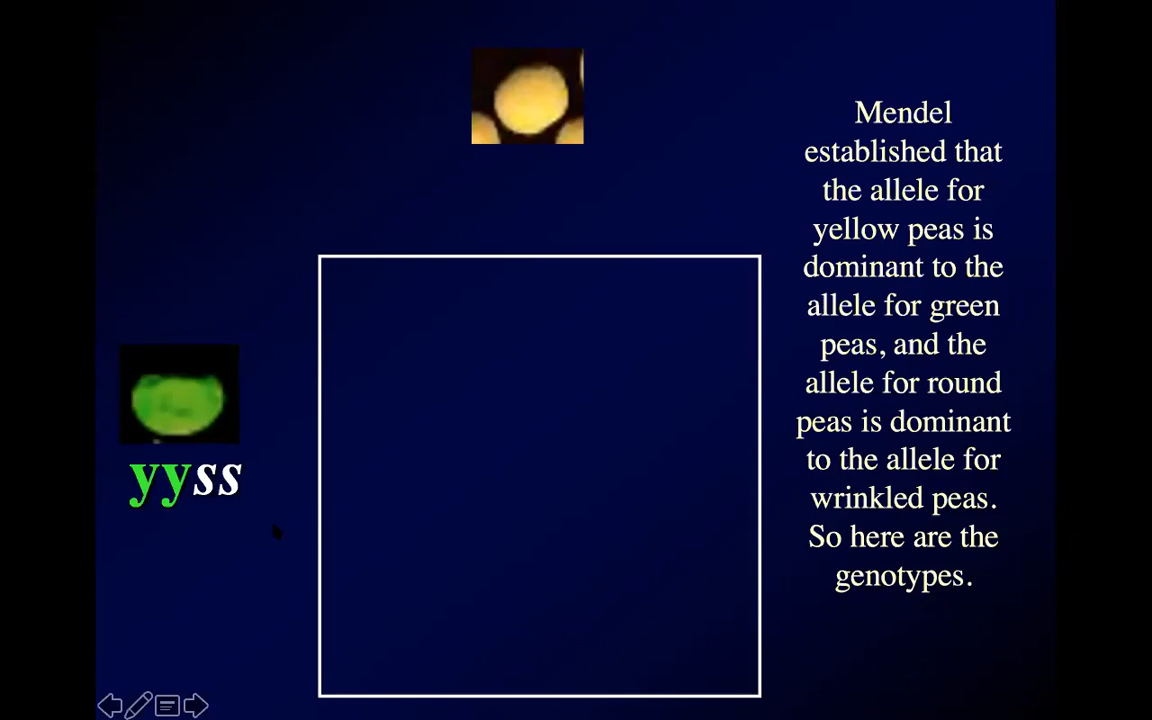 Mendel
established that
the allele for
yellow peas is
dominant to the
allele for green
peas, and the
allele for round
peas is dominant
to the allele for
wrinkled peas.
So here are the
genotypes.
yyss